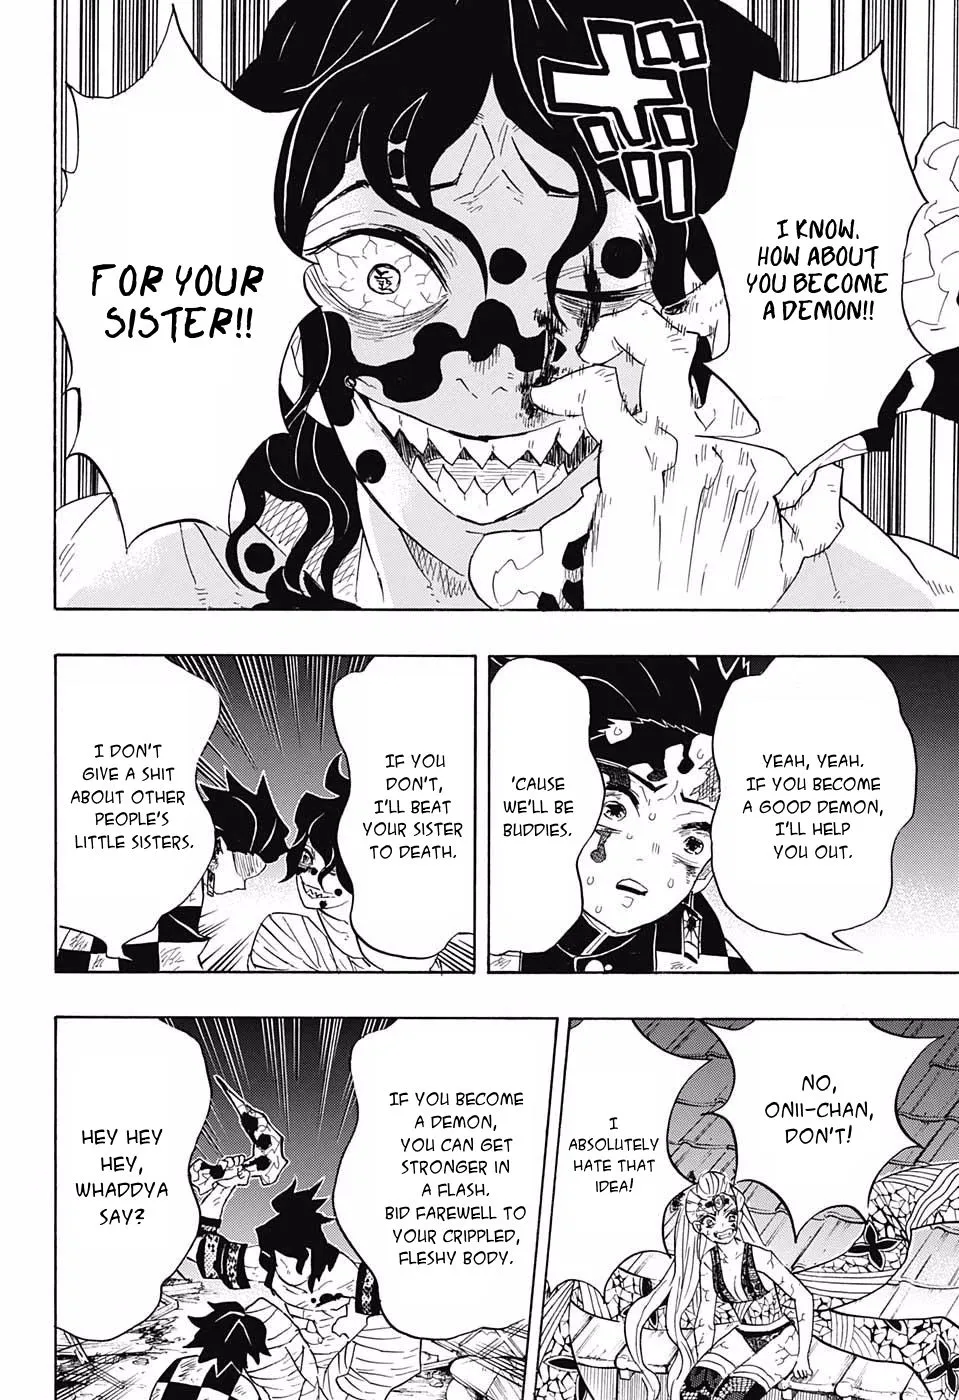 I KNOW.
HOW ABOUT
YOU BECOME
A DEMON!!
FOR YOUR
SISTER!!
YEAH, YEAH.
IF YOU BECOME
A GOOD DEMON,
I'LL HELP
YOU OUT.
'CAUSE
WE'LL BE
BUDDIES.
IF YOU
DON'T,
I'LL BEAT
YOUR SISTER
TO DEATH.
I DON'T
GIVE A SHIT
ABOUT OTHER
PEOPLE'S
LITTLE SISTERS.
NO,
ONII-CHAN,
DON'T!
I
ABSOLUTELY
HATE THAT
IDEA!
IF YOU BECOME
A DEMON,
YOU CAN GET
STRONGER IN
A FLASH.
BID FAREWELL TO
YOUR CRIPPLED,
FLESHY BODY.
HEY HEY
HEY,
WHADDYA
SAY?